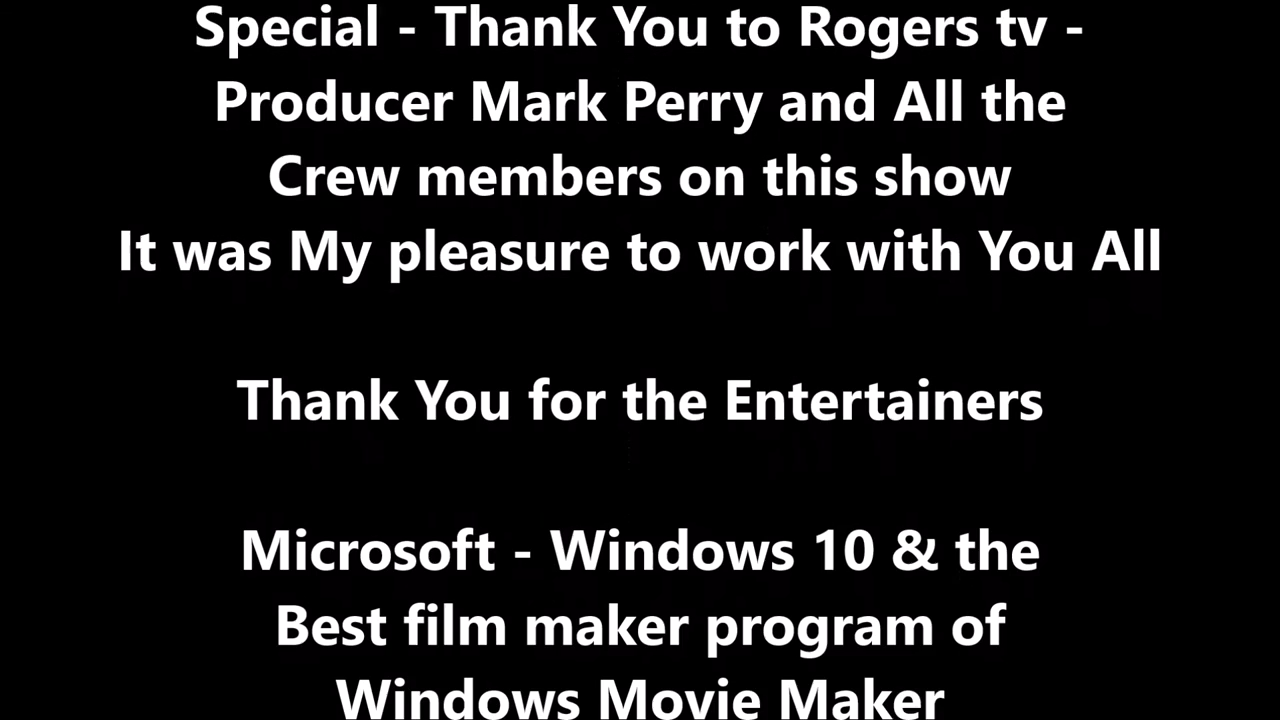 Special - Thank You to Rogers tv -
Producer Mark Perry and All the
Crew members on this show
It was My pleasure to work with You All
Thank You for the Entertainers
Microsoft - Windows 10 & the
Best film maker program of
Windows Movie Maker